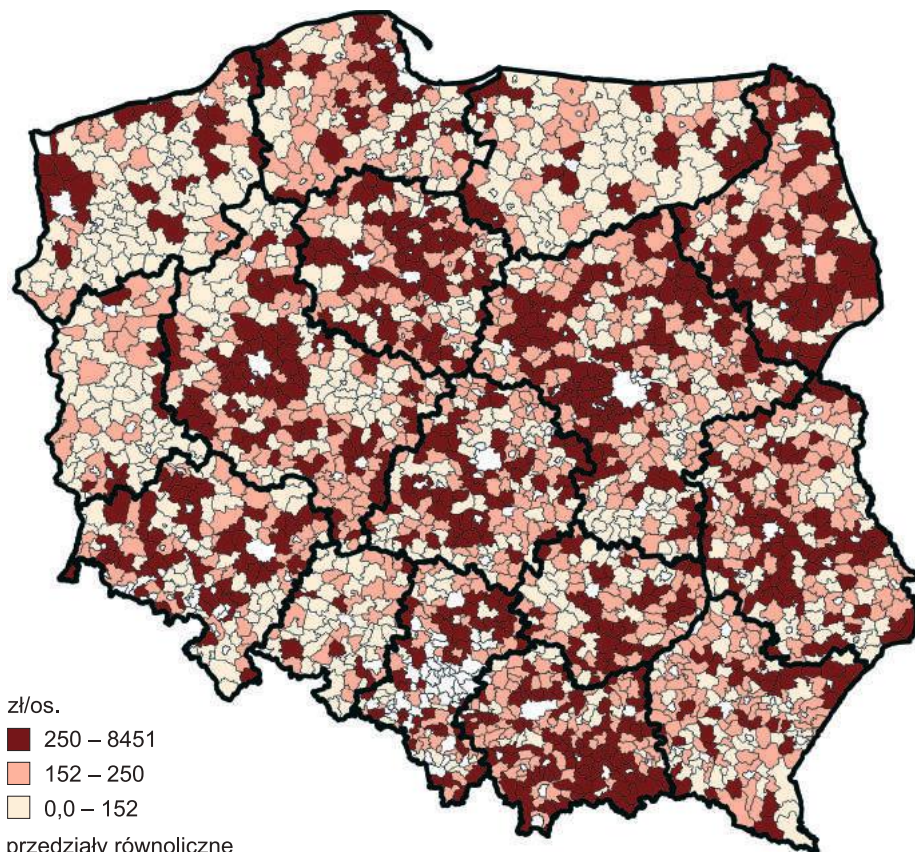 zł/os.
250 – 8451
152 – 250
0,0 – 152
przedziały równoliczne